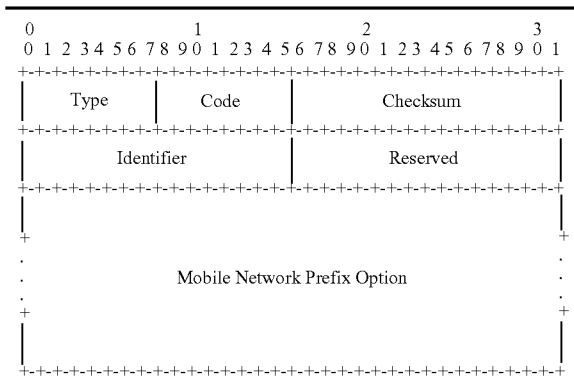 0 1 2 3
0 1 2 3 4 5 6 7 8 9 0 1 2 3 4 5 6 7 8 9 0 1 2 3 4 5 6 7 8 9 0 1
+-+-+-+-+-+-+-+-+-+-+-+-+-+-+-+-+-+-+-+-+-+-+-+-+-+-+-+-+-+-+-+-+
| Type | Code | Checksum |
+-+-+-+-+-+-+-+-+-+-+-+-+-+-+-+-+-+-+-+-+-+-+-+-+-+-+-+-+-+-+-+-+
| Identifier | Reserved |
+-+-+-+-+-+-+-+-+-+-+-+-+-+-+-+-+-+-+-+-+-+-+-+-+-+-+-+-+-+-+-+-+
| |
+ +
. .
. Mobile Network Prefix Option .
. .
+ +
| |
+-+-+-+-+-+-+-+-+-+-+-+-+-+-+-+-+-+-+-+-+-+-+-+-+-+-+-+-+-+-+-+-+